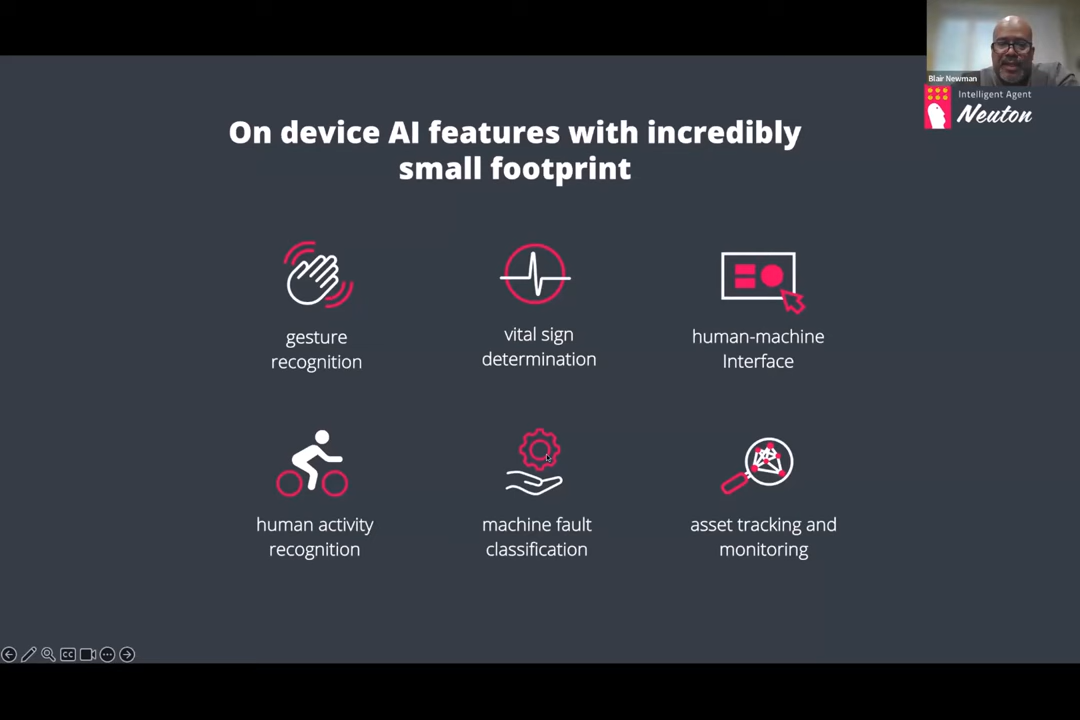 Blair Newman
Intelligent Agent
Neuton
On device AI features with incredibly
small footprint
gesture
recognition
vital sign
determination
human-machine
Interface
human activity
recognition
machine fault
classification
asset tracking and
monitoring
CC